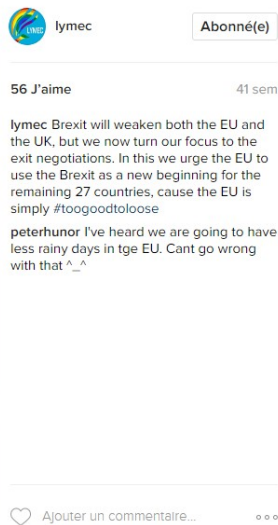 LYMEC
lymec
Abonné(e)
56 J’aime
41 sem
lymec Brexit will weaken both the EU and
the UK, but we now turn our focus to the
exit negotiations. In this we urge the EU to
use the Brexit as a new beginning for the
remaining 27 countries, cause the EU is
simply #toogoodtoloose
peterhunor I've heard we are going to have
less rainy days in tge EU. Cant go wrong
with that ^_^
Ajouter un commentaire...